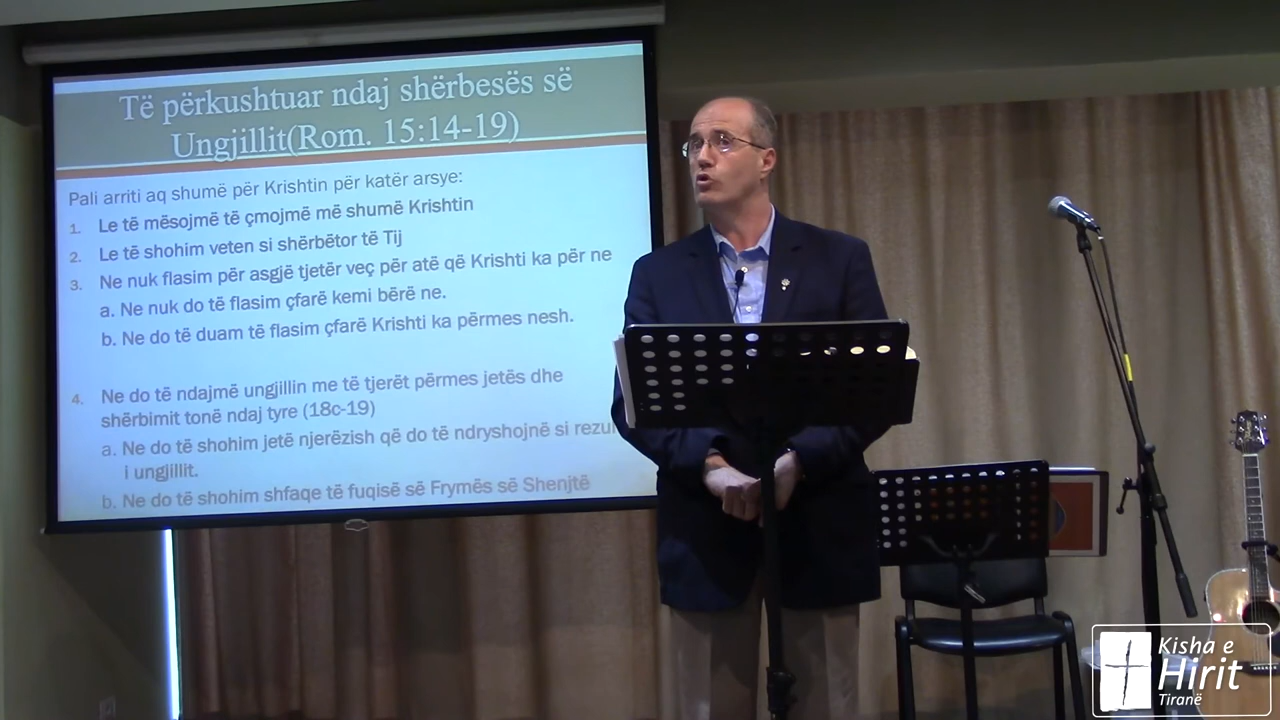 Të përkushtuar ndaj shërbesës së
Ungjillit(Rom. 15:14-19)
Pali arriti aq shumë për Krishtin për katër arsye:
1. Le të mësojmë të çmojmë më shumë Krishtin
2. Le të shohim veten si shërbëtor të Tij
3. Ne nuk flasim për asgjë tjetër veç për atë që Krishti ka për ne
a. Ne nuk do të flasim çfarë kemi bërë ne.
b. Ne do të duam të flasim çfarë Krishti ka përmes nesh.
4. Ne do të ndajmë ungjillin me të tjerët përmes jetës dhe
shërbimit tonë ndaj tyre (18c-19)
a. Ne do të shohim jetë njerëzish që do të ndryshojnë si
i ungjillit.
b. Ne do të shohim shfaqe të fuqisë së Frymës së Shenjtë
Kisha e
Hirit
Tiranë